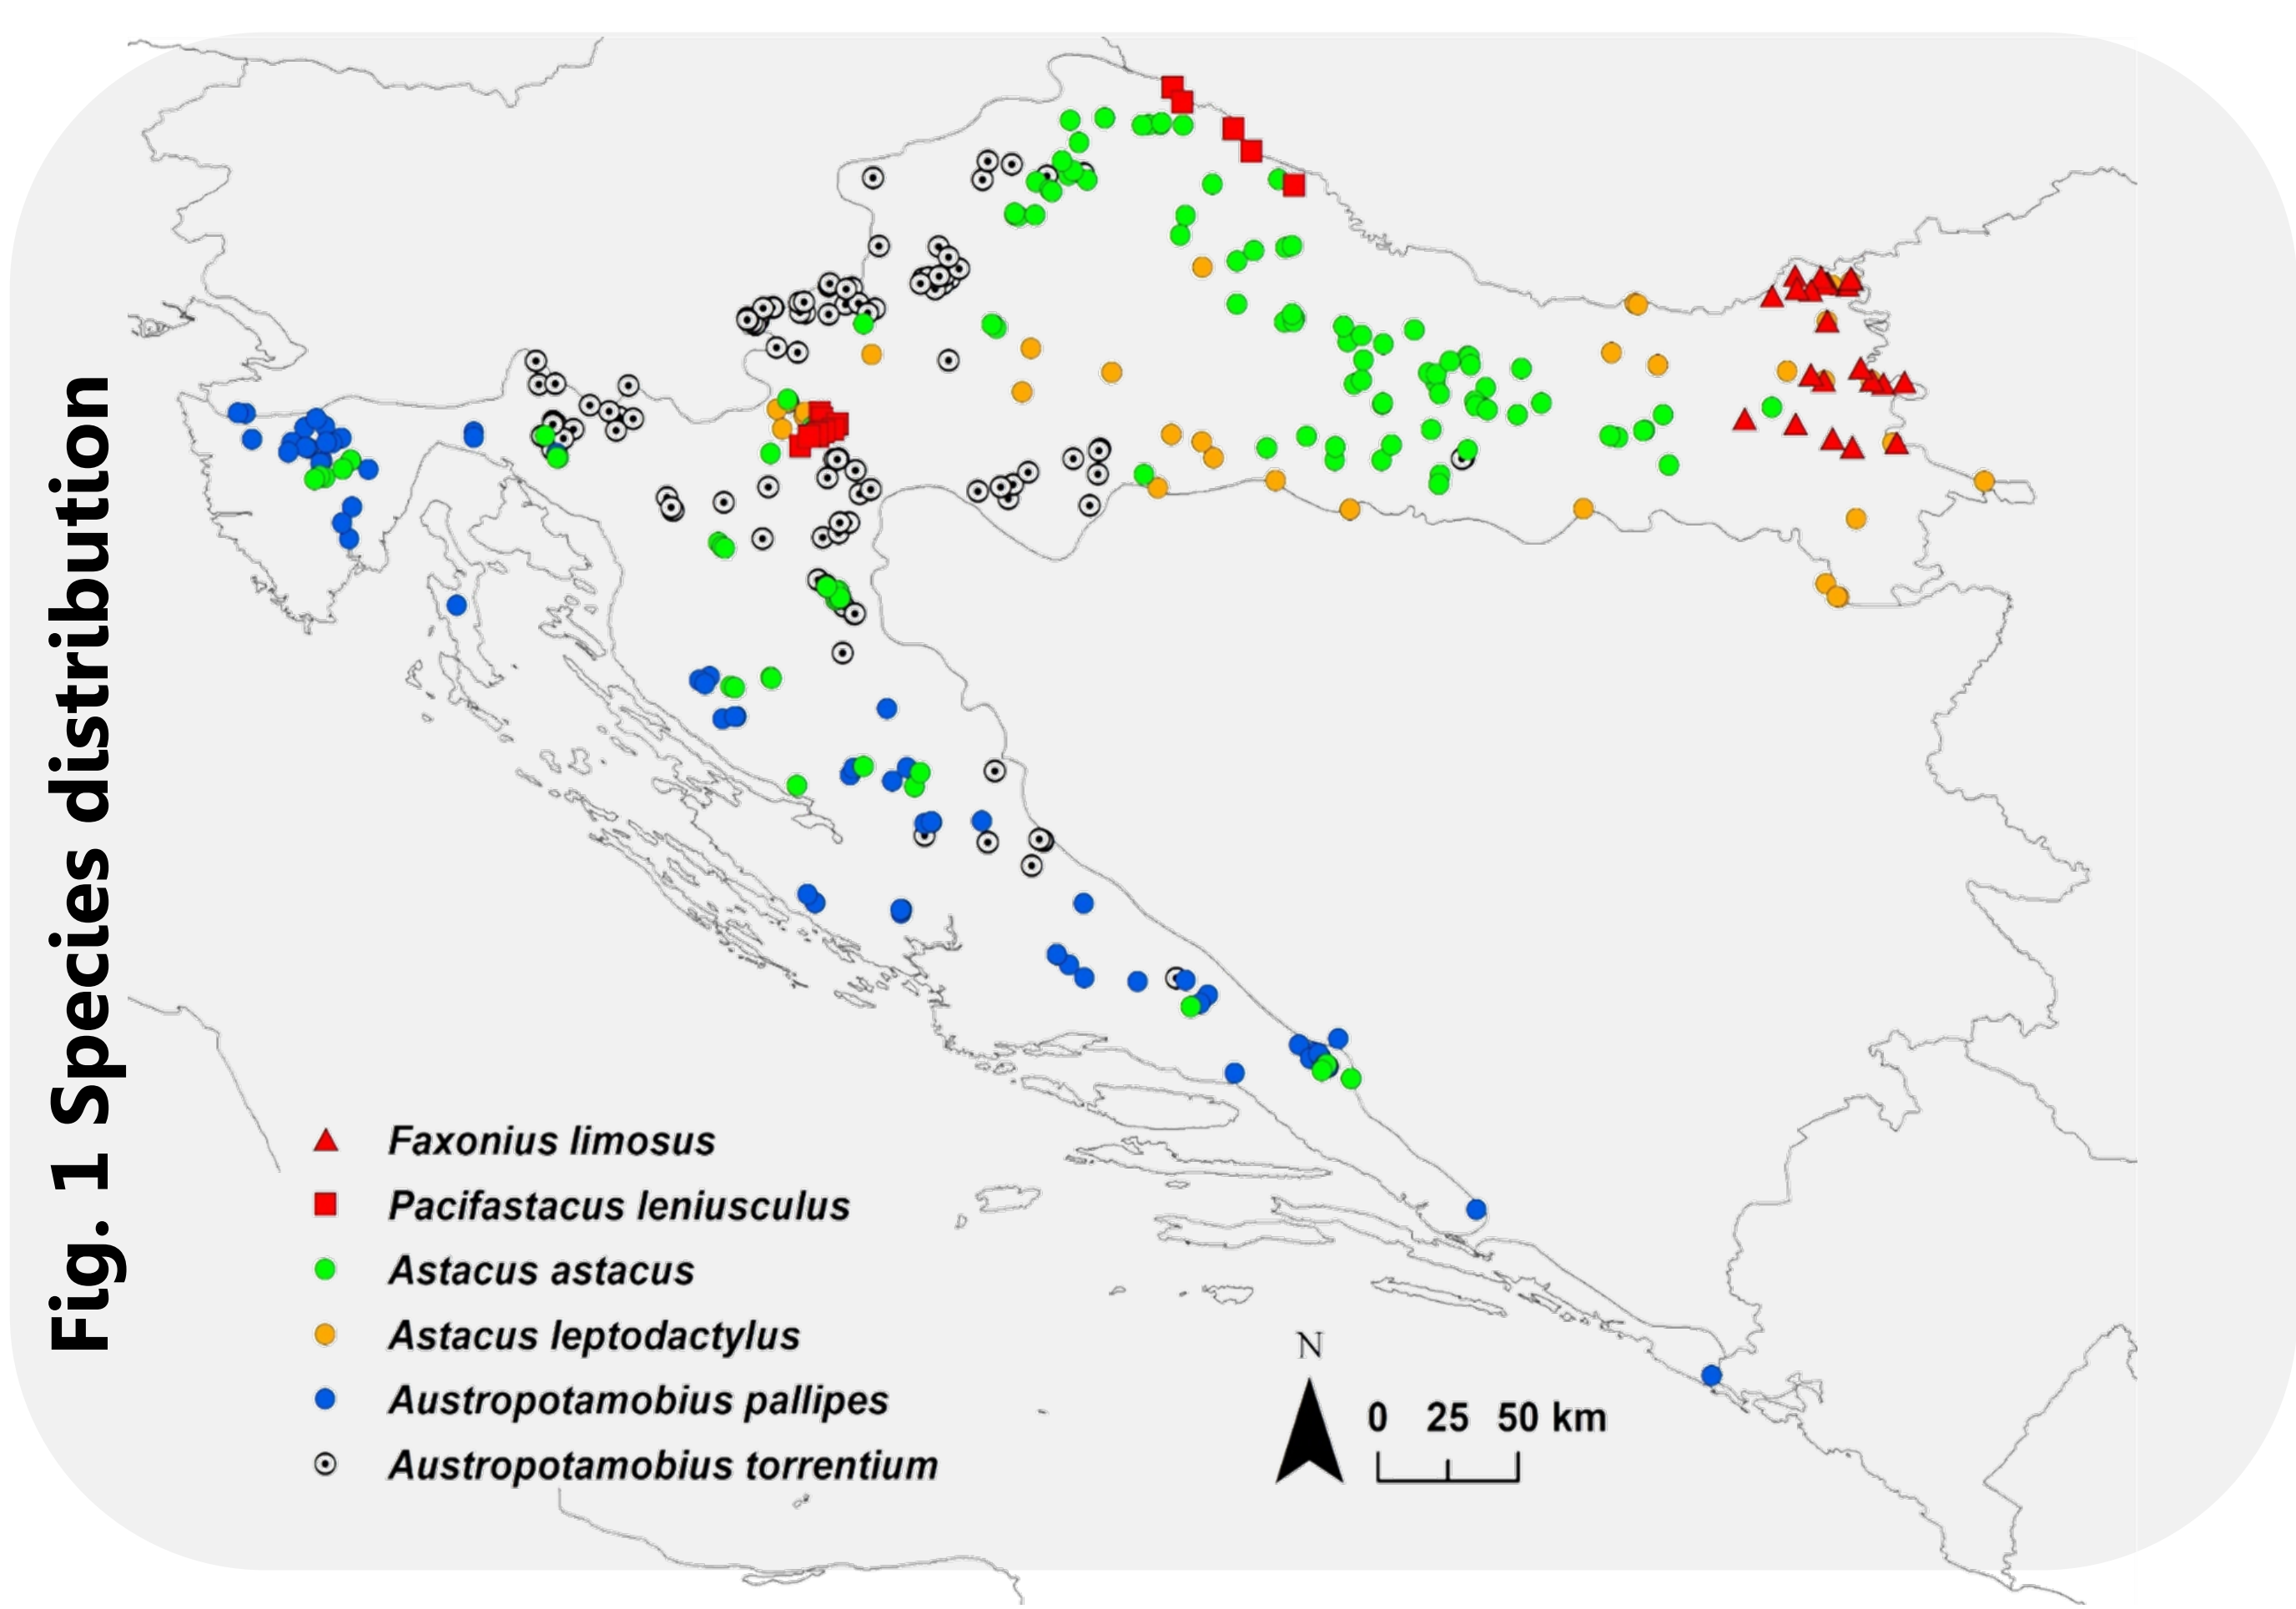 Fig. 1 Species distribution
Faxonius limosus
Pacifastacus leniusculus
Astacus astacus
Astacus leptodactylus
Austropotamobius pallipes
Austropotamobius torrentium
N
0 25 50 km